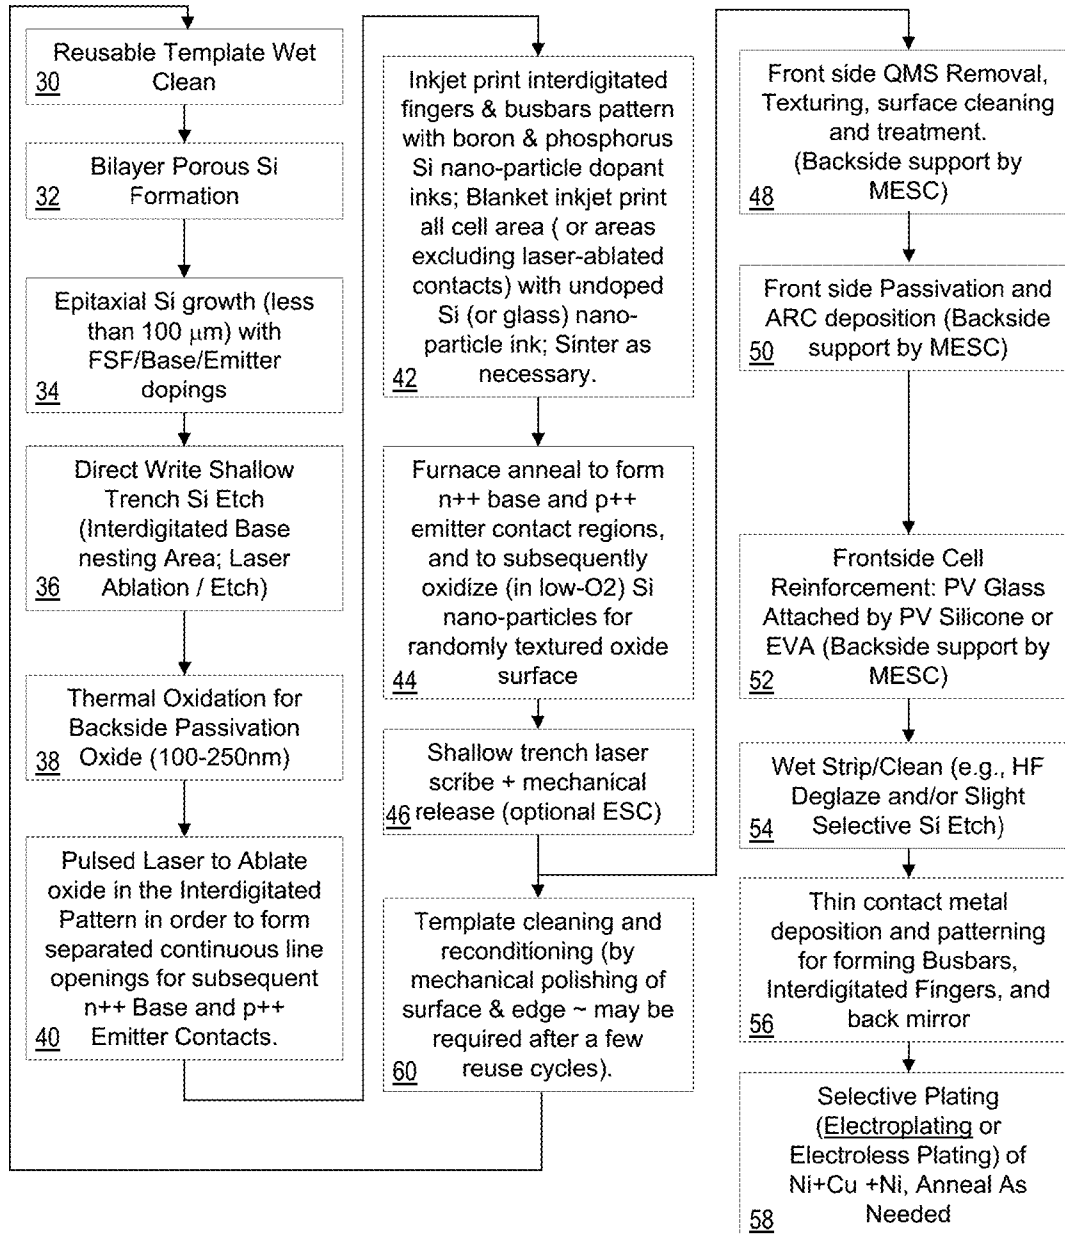 Reusable Template Wet
30
Clean
Bilayer Porous Si
32
Formation
Epitaxial Si growth (less
than 100 μm) with
FSF/Base/Emitter
34
dopings
Direct Write Shallow
Trench Si Etch
(Interdigitated Base
nesting Area; Laser
36
Ablation / Etch)
Thermal Oxidation for
Backside Passivation
38
Oxide (100-250nm)
Pulsed Laser to Ablate
oxide in the Interdigitated
Pattern in order to form
separated continuous line
openings for subsequent
n++ Base and p++
40
Emitter Contacts.
Inkjet print interdigitated
fingers & busbars pattern
with boron & phosphorus
Si nano-particle dopant
inks; Blanket inkjet print
all cell area ( or areas
excluding laser-ablated
contacts) with undoped
Si (or glass) nano-
particle ink; Sinter as
42
necessary.
Furnace anneal to form
n++ base and p++
emitter contact regions,
and to subsequently
oxidize (in low-O2) Si
nano-particles for
randomly textured oxide
44
surface
Shallow trench laser
scribe + mechanical
46
release (optional ESC)
Template cleaning and
reconditioning (by
mechanical polishing of
surface & edge ~ may be
required after a few
60
reuse cycles).
Front side QMS Removal,
Texturing, surface cleaning
and treatment.
(Backside support by
48
MESC)
Front side Passivation and
ARC deposition (Backside
50
support by MESC)
Frontside Cell
Reinforcement: PV Glass
Attached by PV Silicone or
EVA (Backside support by
52
MESC)
Wet Strip/Clean (e.g., HF
Deglaze and/or Slight
54
Selective Si Etch)
Thin contact metal
deposition and patterning
for forming Busbars,
Interdigitated Fingers, and
56
back mirror
Selective Plating
(Electroplating or
Electroless Plating) of
Ni+Cu +Ni, Anneal As
58
Needed